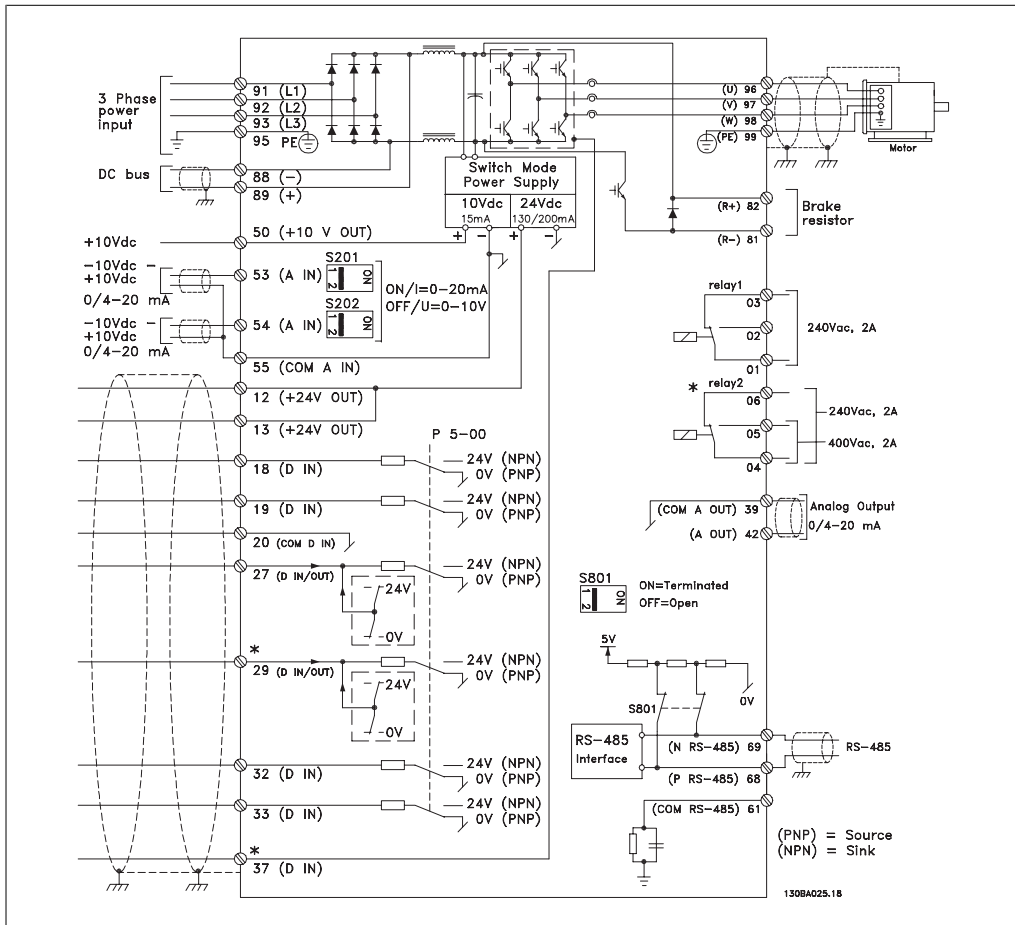 3 Phase
power
input
91 (L1)
92 (L2)
93 (L3)
95 PE
DC bus
88 (-)
89 (+)
+10Vdc
50 (+10 V OUT)
-10Vdc -
+10Vdc
0/4-20 mA
53 (A IN)
S201
1 2
ON
ON/I=0-20mA
OFF/U=0-10V
-10Vdc -
+10Vdc
0/4-20 mA
54 (A IN)
S202
1 2
ON
55 (COM A IN)
12 (+24V OUT)
13 (+24V OUT)
P 5-00
18 (D IN)
24V (NPN)
0V (PNP)
19 (D IN)
24V (NPN)
0V (PNP)
20 (COM D IN)
27 (D IN/OUT)
24V (NPN)
0V (PNP)
24V
0V
*
29 (D IN/OUT)
24V (NPN)
0V (PNP)
24V
0V
32 (D IN)
24V (NPN)
0V (PNP)
33 (D IN)
24V (NPN)
0V (PNP)
*
37 (D IN)
Switch Mode
Power Supply
10Vdc
15mA
24Vdc
130/200mA
+ - + -
(U) 96
(V) 97
(W) 98
(PE) 99
Motor
(R+) 82
(R-) 81
Brake
resistor
relay1
03
02
01
240Vac, 2A
* relay2
06
05
04
240Vac, 2A
400Vac, 2A
(COM A OUT) 39
(A OUT) 42
Analog Output
0/4-20 mA
S801
1 2
ON
ON=Terminated
OFF=Open
5V
0V
S801
RS-485
Interface
(N RS-485) 69
(P RS-485) 68
(COM RS-485) 61
RS-485
(PNP) = Source
(NPN) = Sink
130BA025.18